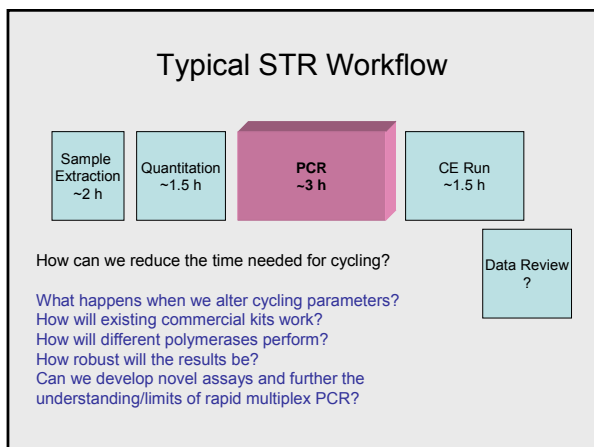 Typical STR Workflow
Sample
Extraction
~2 h
Quantitation
~1.5 h
PCR
~3 h
CE Run
~1.5 h
Data Review
?
How can we reduce the time needed for cycling?
What happens when we alter cycling parameters?
How will existing commercial kits work?
How will different polymerases perform?
How robust will the results be?
Can we develop novel assays and further the
understanding/limits of rapid multiplex PCR?